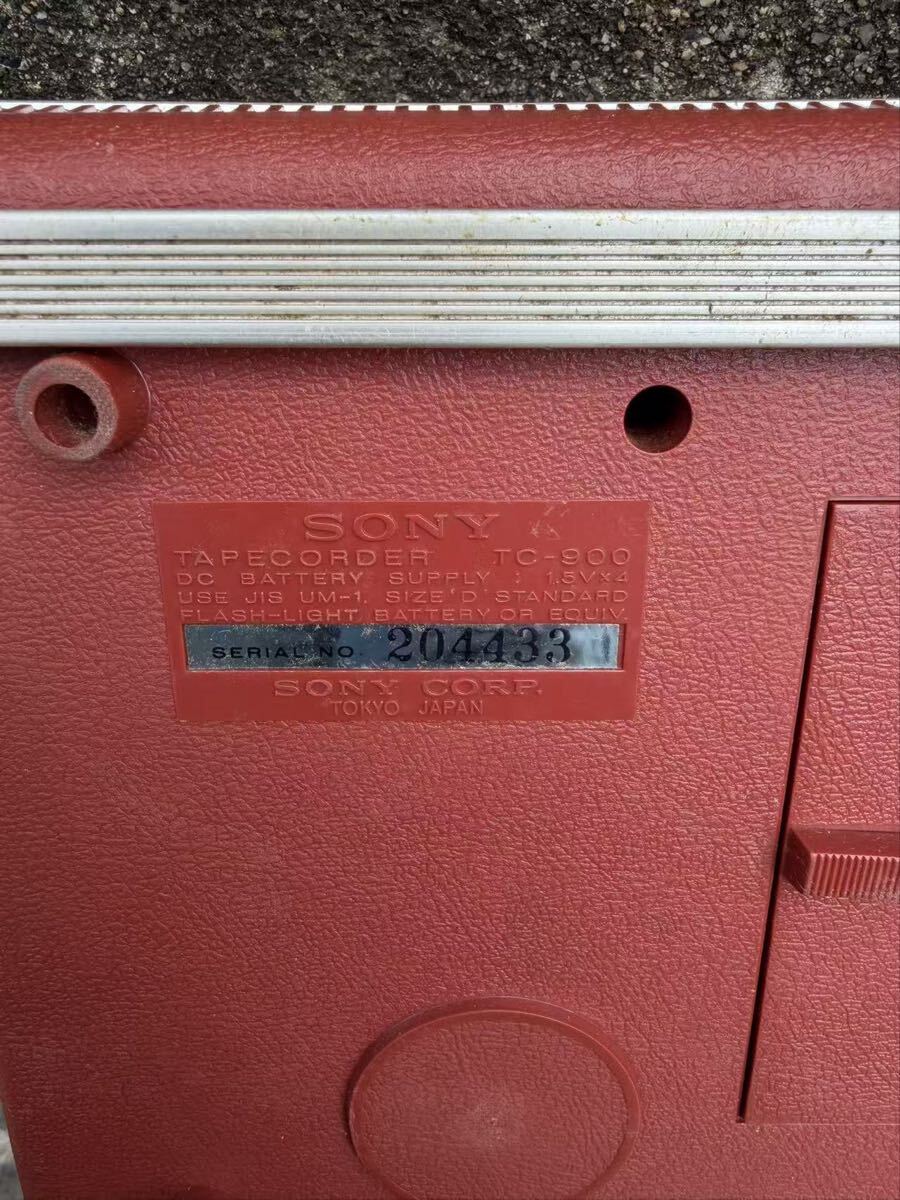 SONY
TAPECORDER TC-900
DC BATTERY SUPPLY : 1.5V×4
USE JIS UM-1, SIZE 'D' STANDARD
FLASH-LIGHT BATTERY OR EQUIV.
SERIAL NO. 204433
SONY CORP.
TOKYO JAPAN